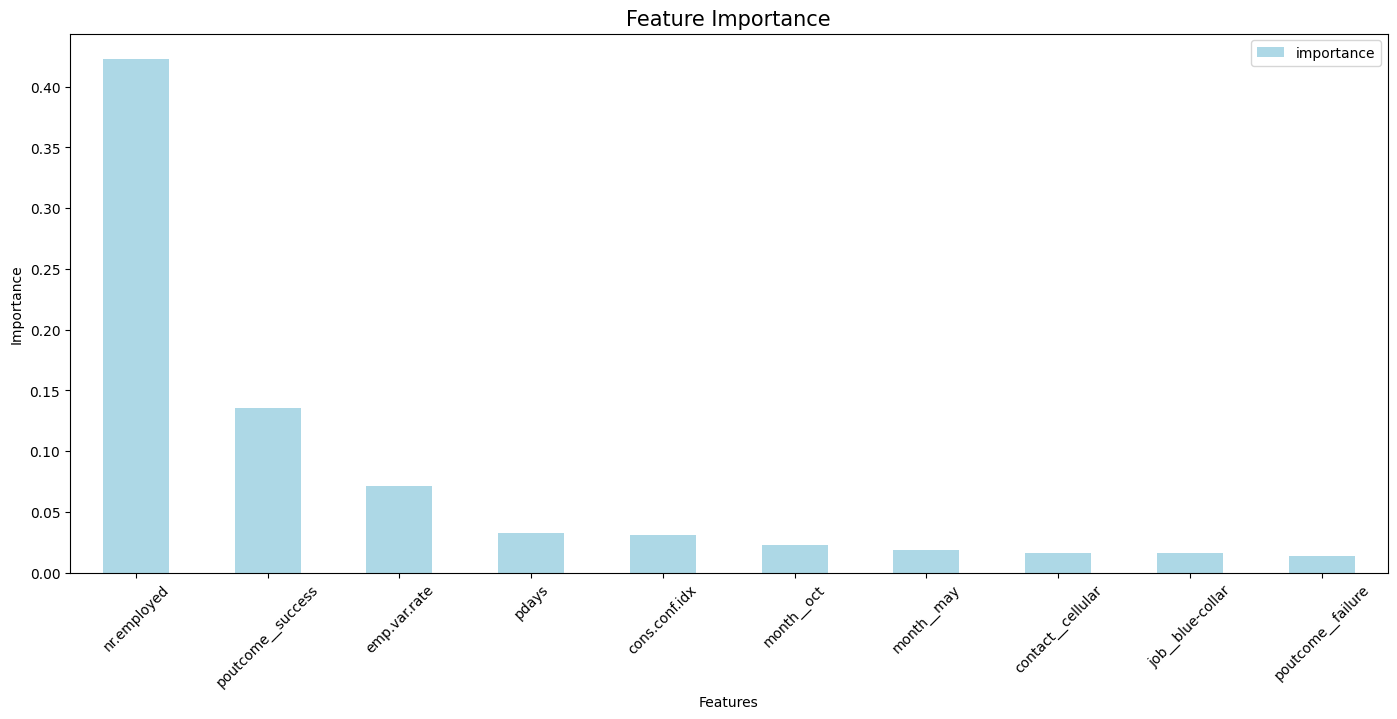 Feature Importance
importance
Importance
0.40
0.35
0.30
0.25
0.20
0.15
0.10
0.05
0.00
nr.employed
poutcome__success
emp.var.rate
pdays
cons.conf.idx
month__oct
month__may
contact__cellular
job__blue-collar
poutcome__failure
Features